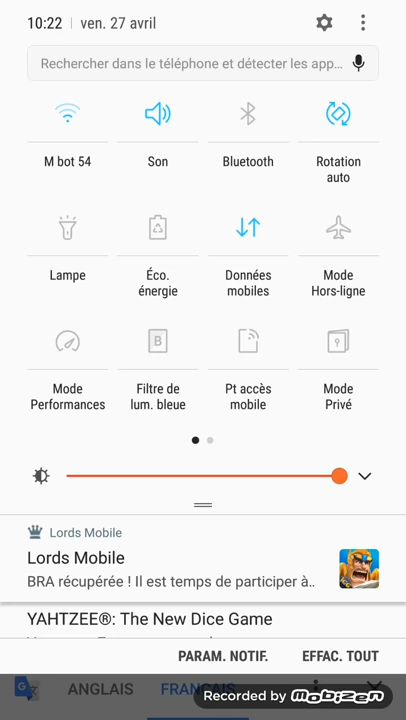 10:22 | ven. 27 avril
Rechercher dans le téléphone et détecter les app...
M bot 54
Son
Bluetooth
Rotation
auto
Lampe
Éco.
énergie
Données
mobiles
Mode
Hors-ligne
Mode
Performances
B
Filtre de
lum. bleue
Pt accès
mobile
Mode
Privé
Lords Mobile
Lords Mobile
BRA récupérée ! Il est temps de participer à..
YAHTZEE®: The New Dice Game
PARAM. NOTIF.
EFFAC. TOUT
G
ANGLAIS
FRANÇAIS
Recorded by Mobizen